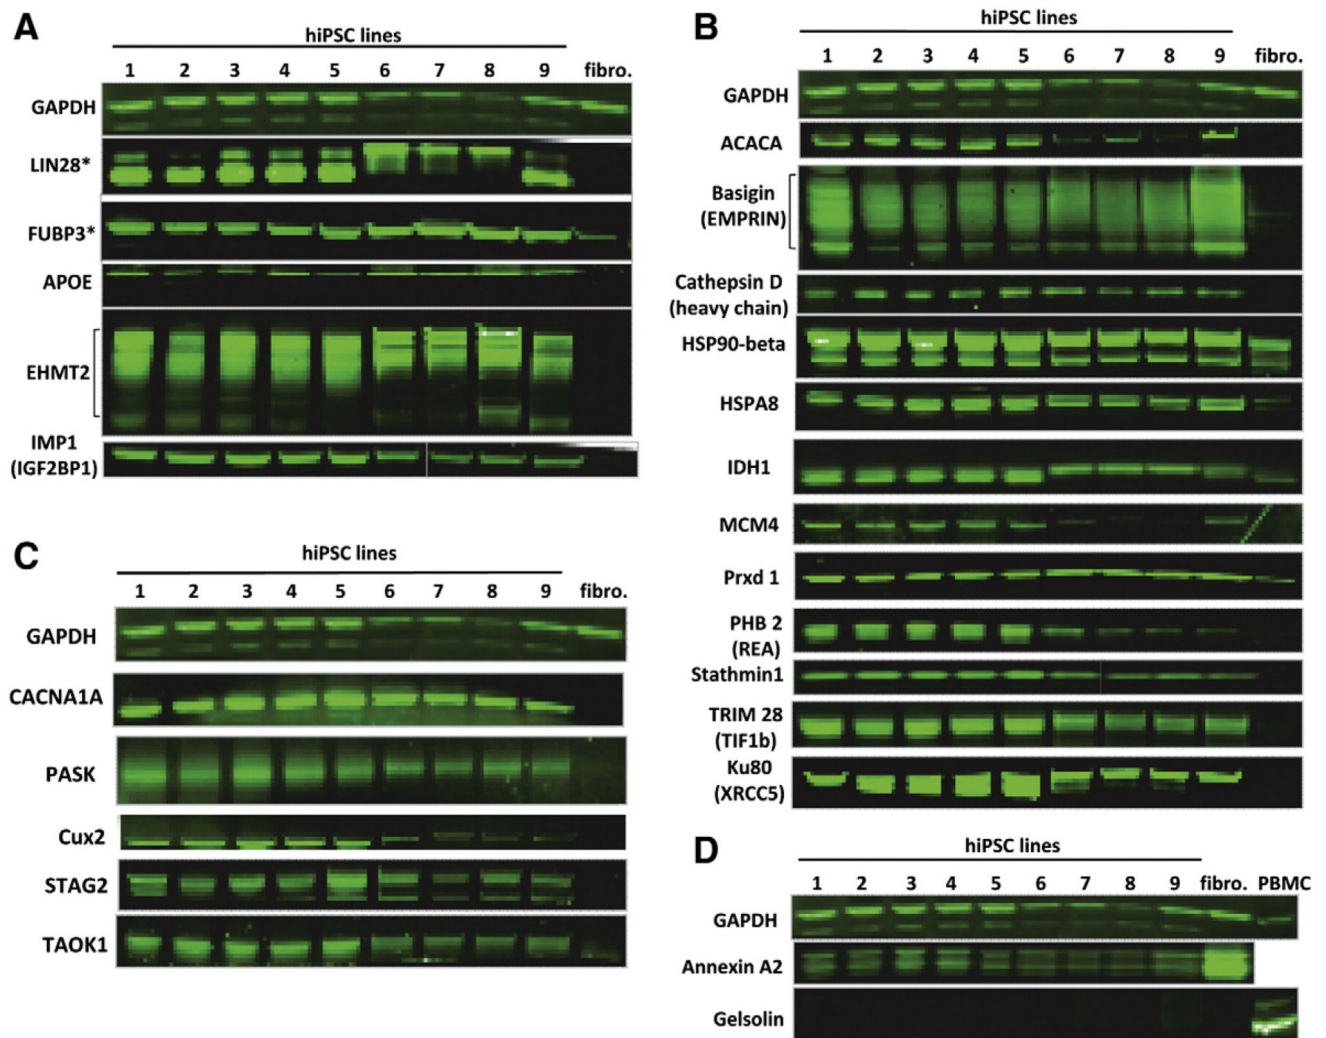 A
hiPSC lines
1 2 3 4 5 6 7 8 9 fibro.
GAPDH
LIN28*
FUBP3*
APOE
EHMT2
IMP1
(IGF2BP1)
B
hiPSC lines
1 2 3 4 5 6 7 8 9 fibro.
GAPDH
ACACA
Basigin
(EMPRIN)
Cathepsin D
(heavy chain)
HSP90-beta
HSPA8
IDH1
MCM4
Prxd 1
PHB 2
(REA)
Stathmin1
TRIM 28
(TIF1b)
Ku80
(XRCC5)
C
hiPSC lines
1 2 3 4 5 6 7 8 9 fibro.
GAPDH
CACNA1A
PASK
Cux2
STAG2
TAOK1
D
hiPSC lines
1 2 3 4 5 6 7 8 9 fibro. PBMC
GAPDH
Annexin A2
Gelsolin